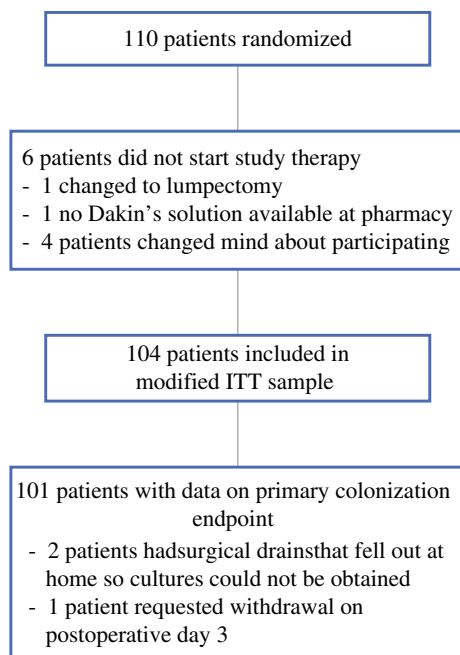 110 patients randomized
6 patients did not start study therapy
- 1 changed to lumpectomy
- 1 no Dakin’s solution available at pharmacy
- 4 patients changed mind about participating
104 patients included in
modified ITT sample
101 patients with data on primary colonization
endpoint
- 2 patients hadsurgical drainsthat fell out at
home so cultures could not be obtained
- 1 patient requested withdrawal on
postoperative day 3